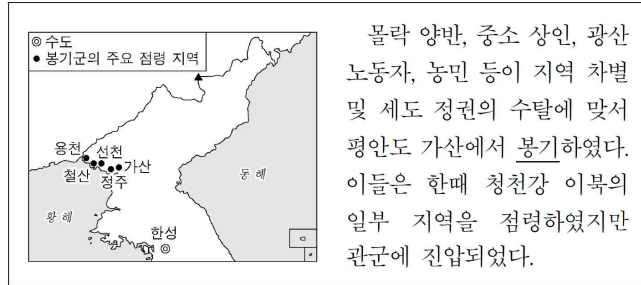 ◎ 수도
● 봉기군의 주요 점령 지역
용천
선천
철산
가산
정주
동해
황해
한성
몰락 양반, 중소 상인, 광산
노동자, 농민 등이 지역 차별
및 세도 정권의 수탈에 맞서
평안도 가산에서 봉기하였다.
이들은 한때 청천강 이북의
일부 지역을 점령하였지만
관군에 진압되었다.